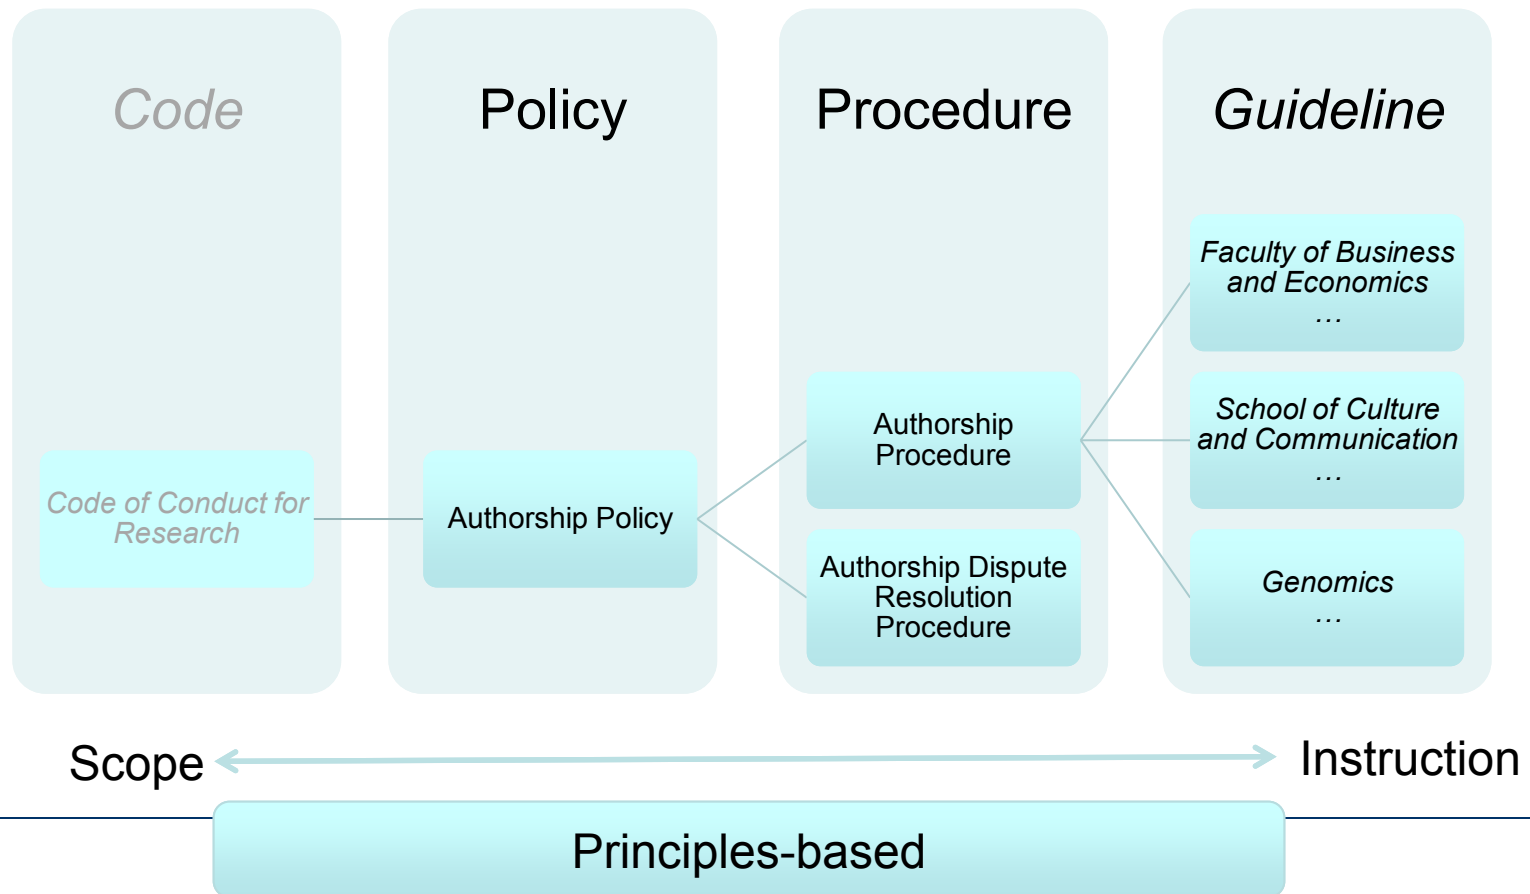 Code
Policy
Procedure
Guideline
Code of Conduct for
Research
Authorship Policy
Authorship
Procedure
Authorship Dispute
Resolution
Procedure
Faculty of Business
and Economics
…
School of Culture
and Communication
…
Genomics
…
Scope
Instruction
Principles-based